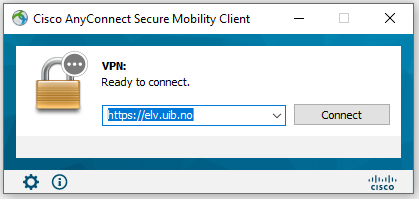 Cisco AnyConnect Secure Mobility Client
VPN:
Ready to connect.
https://elv.uib.no
Connect
cisco